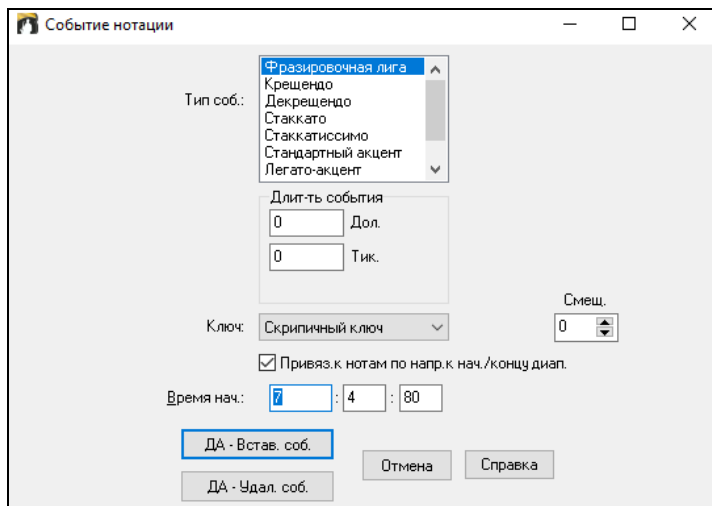 Событие нотации
Тип соб.:
Фразировочная лига
Крещендо
Декрещендо
Стаккато
Стаккатиссимо
Стандартный акцент
Легато-акцент
Длит-ть события
0 Дол.
0 Тик.
Смещ.
Ключ: Скрипичный ключ 0
Привяз.к нотам по напр.к нач./концу диап.
Время нач.: 7 : 4 : 80
ДА - Встав. соб.
Отмена Справка
ДА - Удал. соб.